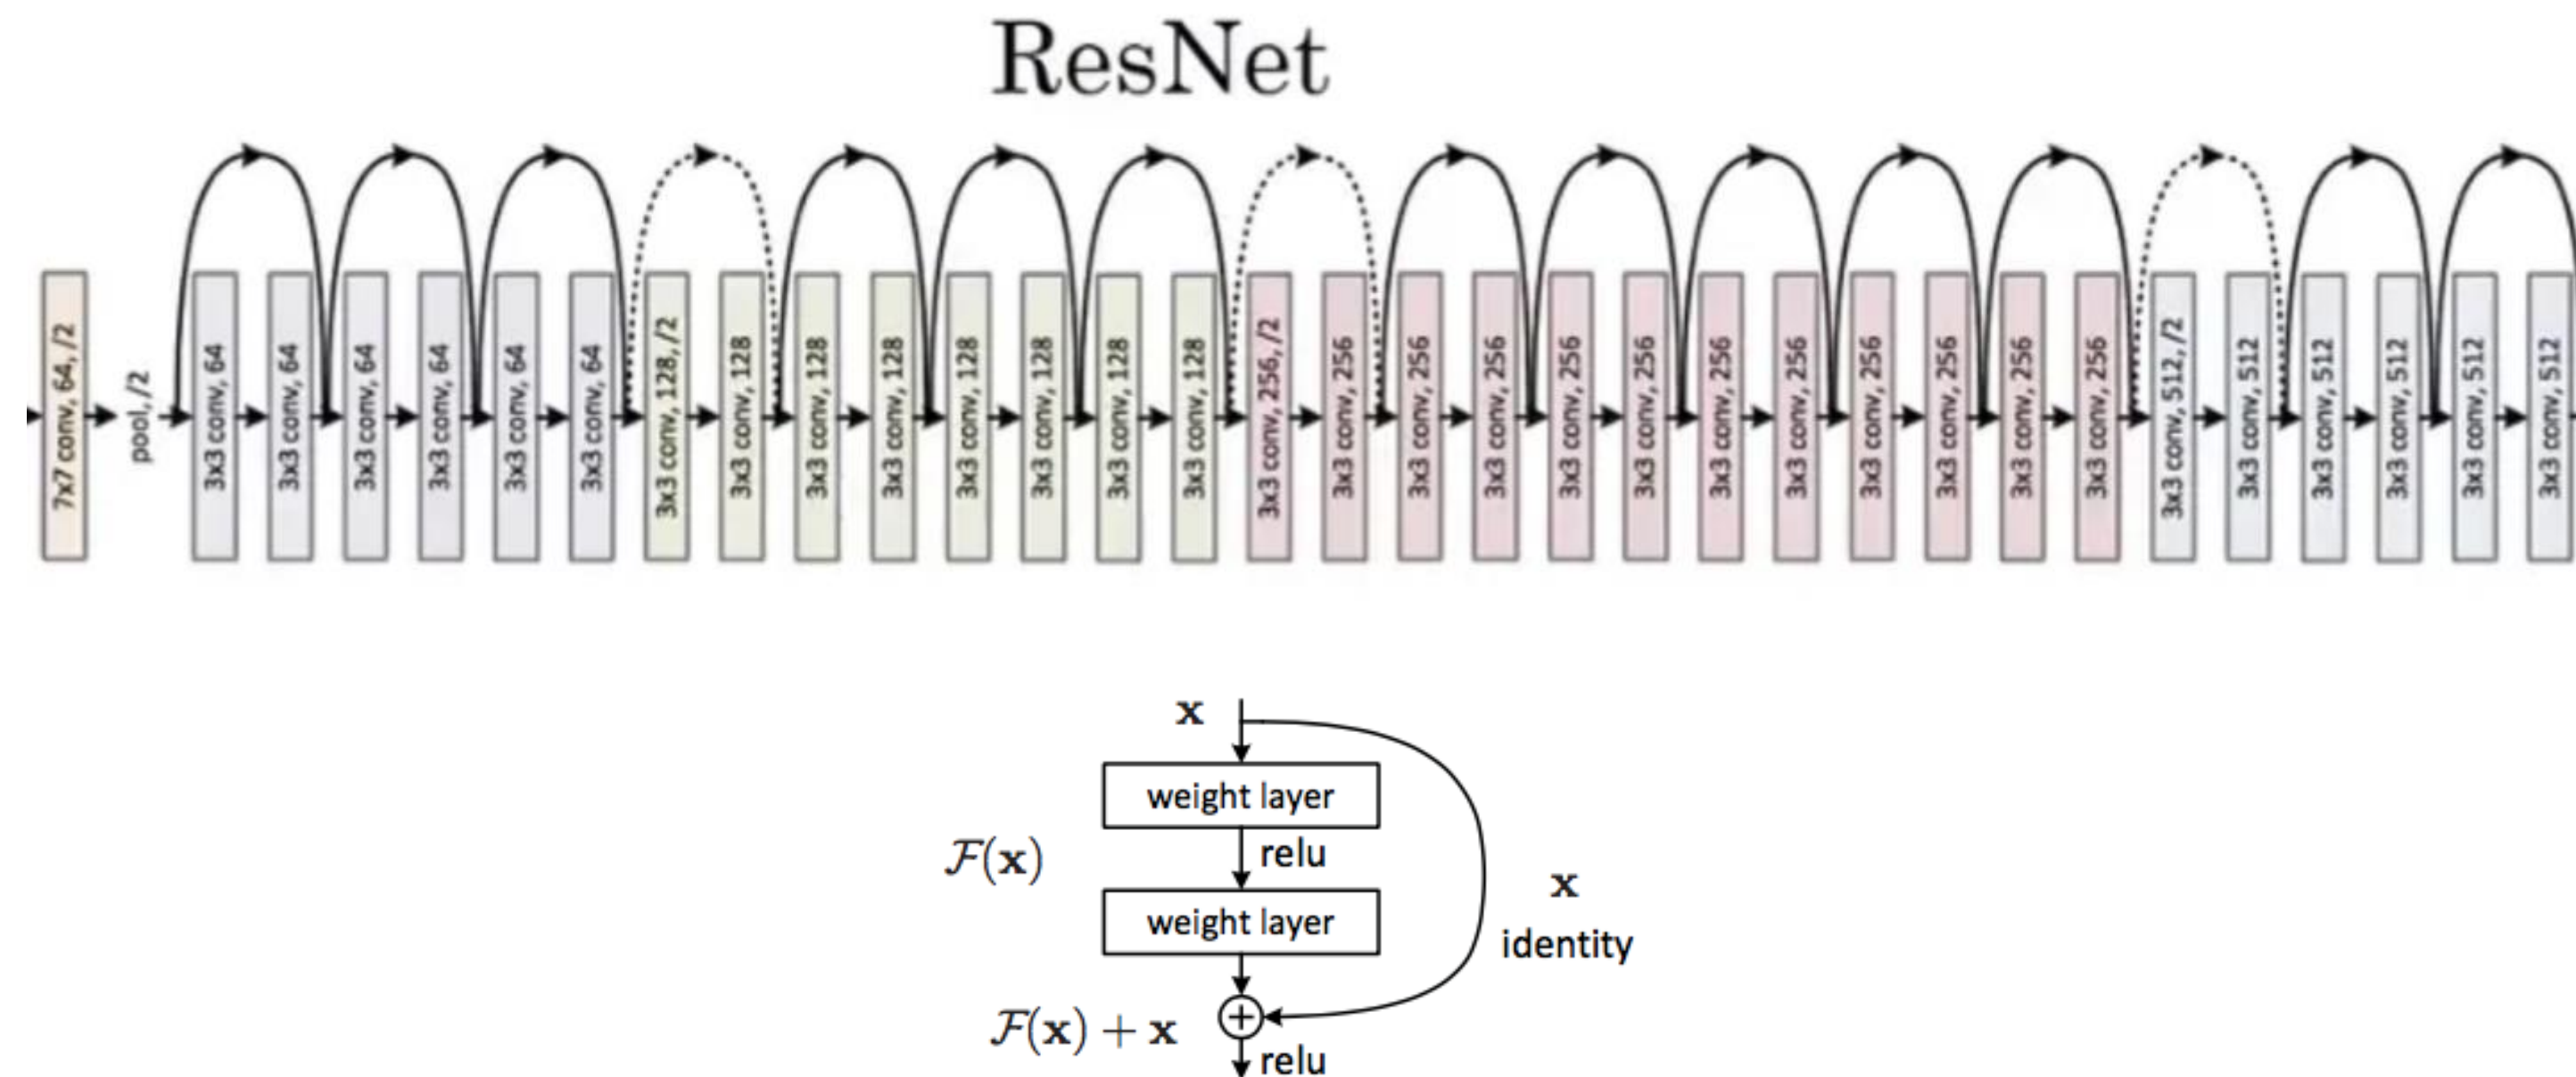 ResNet
7x7 conv, 64, /2
pool, /2
3x3 conv, 64
3x3 conv, 64
3x3 conv, 64
3x3 conv, 64
3x3 conv, 64
3x3 conv, 64
3x3 conv, 128, /2
3x3 conv, 128
3x3 conv, 128
3x3 conv, 128
3x3 conv, 128
3x3 conv, 128
3x3 conv, 128
3x3 conv, 128
3x3 conv, 256, /2
3x3 conv, 256
3x3 conv, 256
3x3 conv, 256
3x3 conv, 256
3x3 conv, 256
3x3 conv, 256
3x3 conv, 256
3x3 conv, 256
3x3 conv, 256
3x3 conv, 256
3x3 conv, 256
3x3 conv, 512, /2
3x3 conv, 512
3x3 conv, 512
3x3 conv, 512
3x3 conv, 512
3x3 conv, 512
x
weight layer
F(x)
relu
x
weight layer
identity
F(x) + x
+
relu